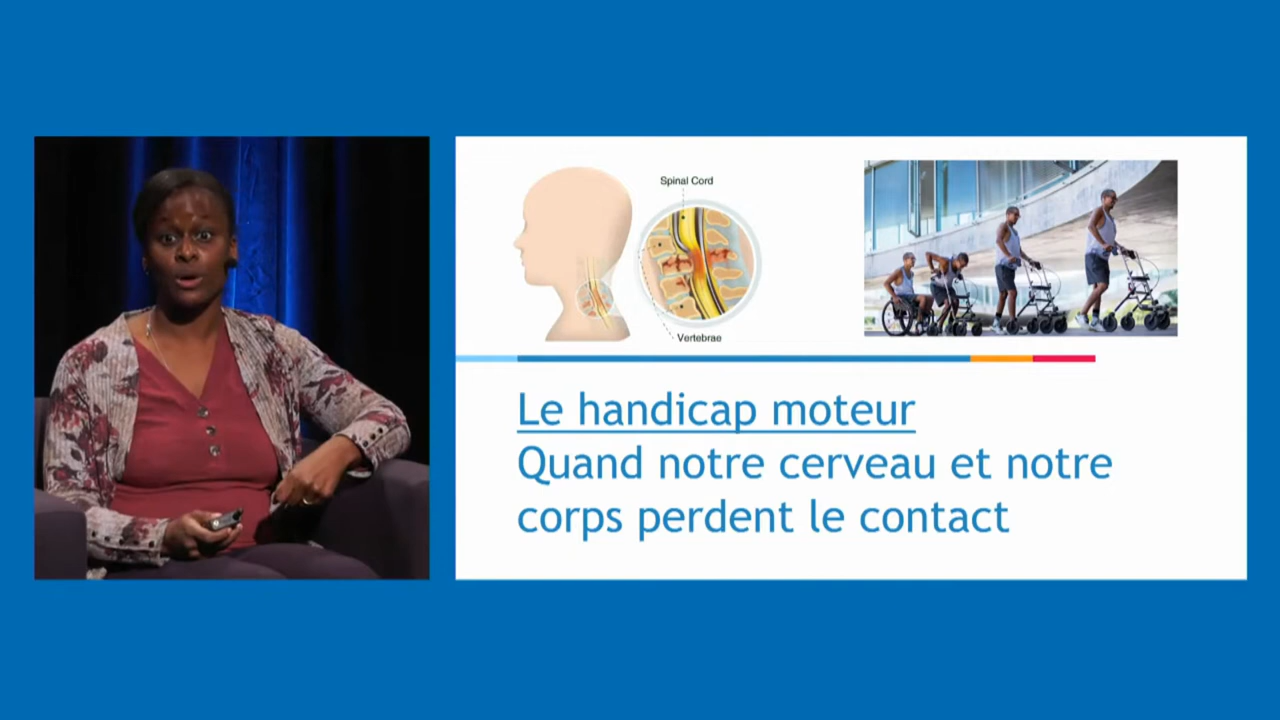 Spinal Cord
Vertebrae
Le handicap moteur
Quand notre cerveau et notre
corps perdent le contact